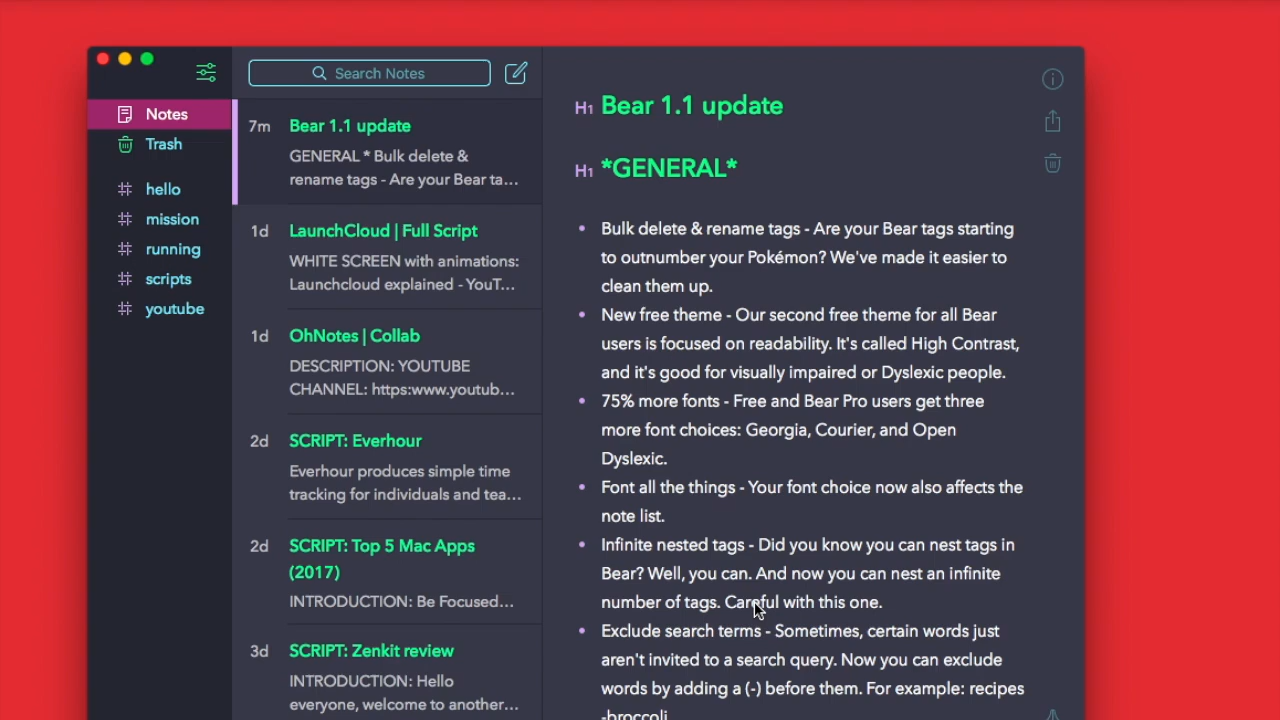 Search Notes
Notes
Trash
# hello
# mission
# running
# scripts
# youtube
7m Bear 1.1 update
GENERAL * Bulk delete &
rename tags - Are your Bear ta...
1d LaunchCloud | Full Script
WHITE SCREEN with animations:
Launchcloud explained - YouT...
1d OhNotes | Collab
DESCRIPTION: YOUTUBE
CHANNEL: https:www.youtub...
2d SCRIPT: Everhour
Everhour produces simple time
tracking for individuals and tea...
2d SCRIPT: Top 5 Mac Apps
(2017)
INTRODUCTION: Be Focused...
3d SCRIPT: Zenkit review
INTRODUCTION: Hello
everyone, welcome to another...
H1 Bear 1.1 update
H1 *GENERAL*
• Bulk delete & rename tags - Are your Bear tags starting
to outnumber your Pokémon? We've made it easier to
clean them up.
• New free theme - Our second free theme for all Bear
users is focused on readability. It's called High Contrast,
and it's good for visually impaired or Dyslexic people.
• 75% more fonts - Free and Bear Pro users get three
more font choices: Georgia, Courier, and Open
Dyslexic.
• Font all the things - Your font choice now also affects the
note list.
• Infinite nested tags - Did you know you can nest tags in
Bear? Well, you can. And now you can nest an infinite
number of tags. Careful with this one.
• Exclude search terms - Sometimes, certain words just
aren't invited to a search query. Now you can exclude
words by adding a (-) before them. For example: recipes
-broccoli